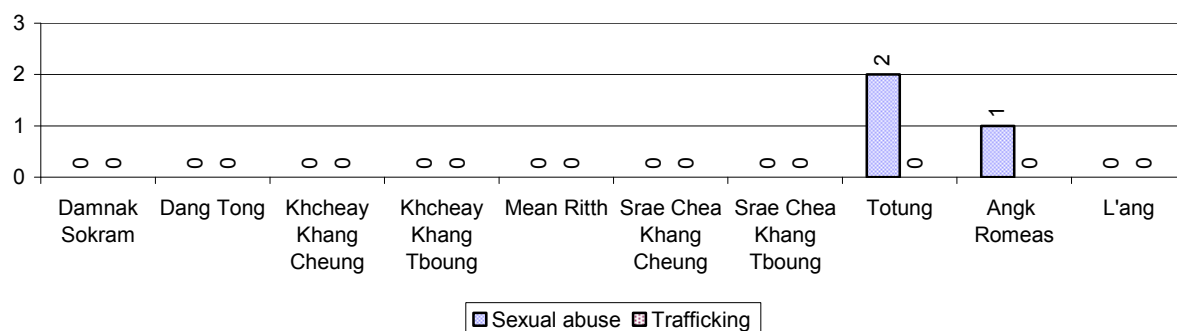 3
2
1
0
2
1
0 0 0 0 0 0 0 0 0 0 0 0 0 0 0 0 0 0
Damnak Sokram
Dang Tong
Khcheay Khang Cheung
Khcheay Khang Tboung
Mean Ritth
Srae Chea Khang Cheung
Srae Chea Khang Tboung
Totung
Angk Romeas
L'ang
Sexual abuse Trafficking